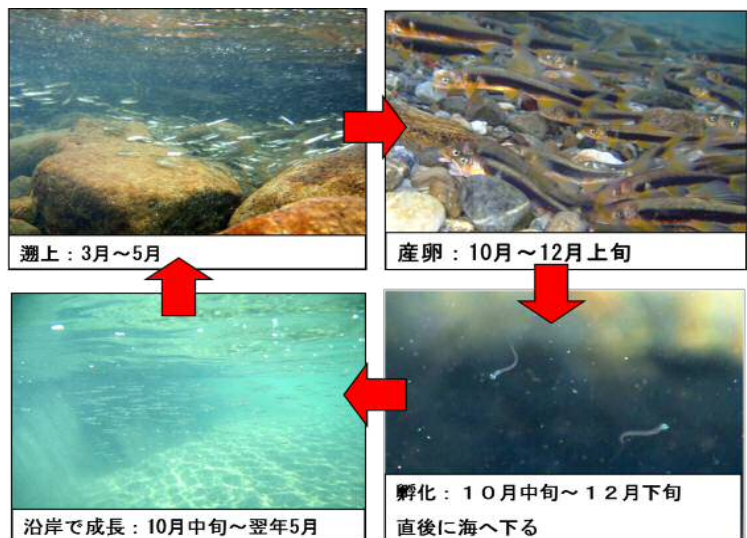 遡上：3月～5月
産卵：10月～12月上旬
孵化：１０月中旬～１２月下旬
直後に海へ下る
沿岸で成長：10月中旬～翌年5月